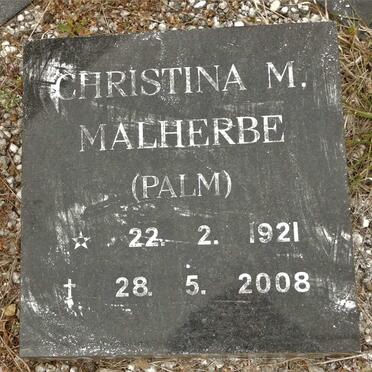 CHRISTINA M.
MALHERBE
(PALM)
☆ 22. 2. 1921
† 28. 5. 2008